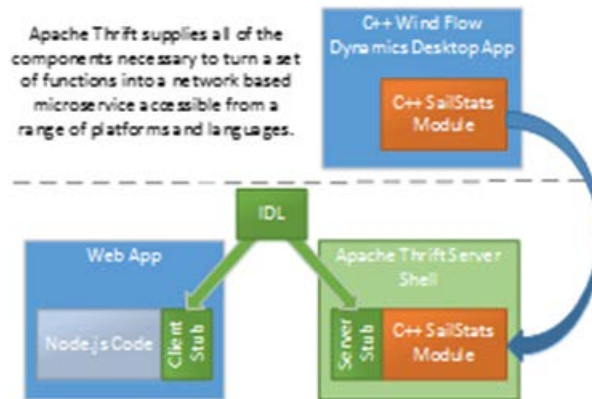 Apache Thrift supplies all of the
components necessary to turn a set
of functions into a network based
microservice accessible from a
range of platforms and languages.
C++ Wind Flow
Dynamics Desktop App
C++ SailStats
Module
IDL
Web App
Node.js Code
Client
Stub
Apache Thrift Server
Shell
Server
Stub
C++ SailStats
Module